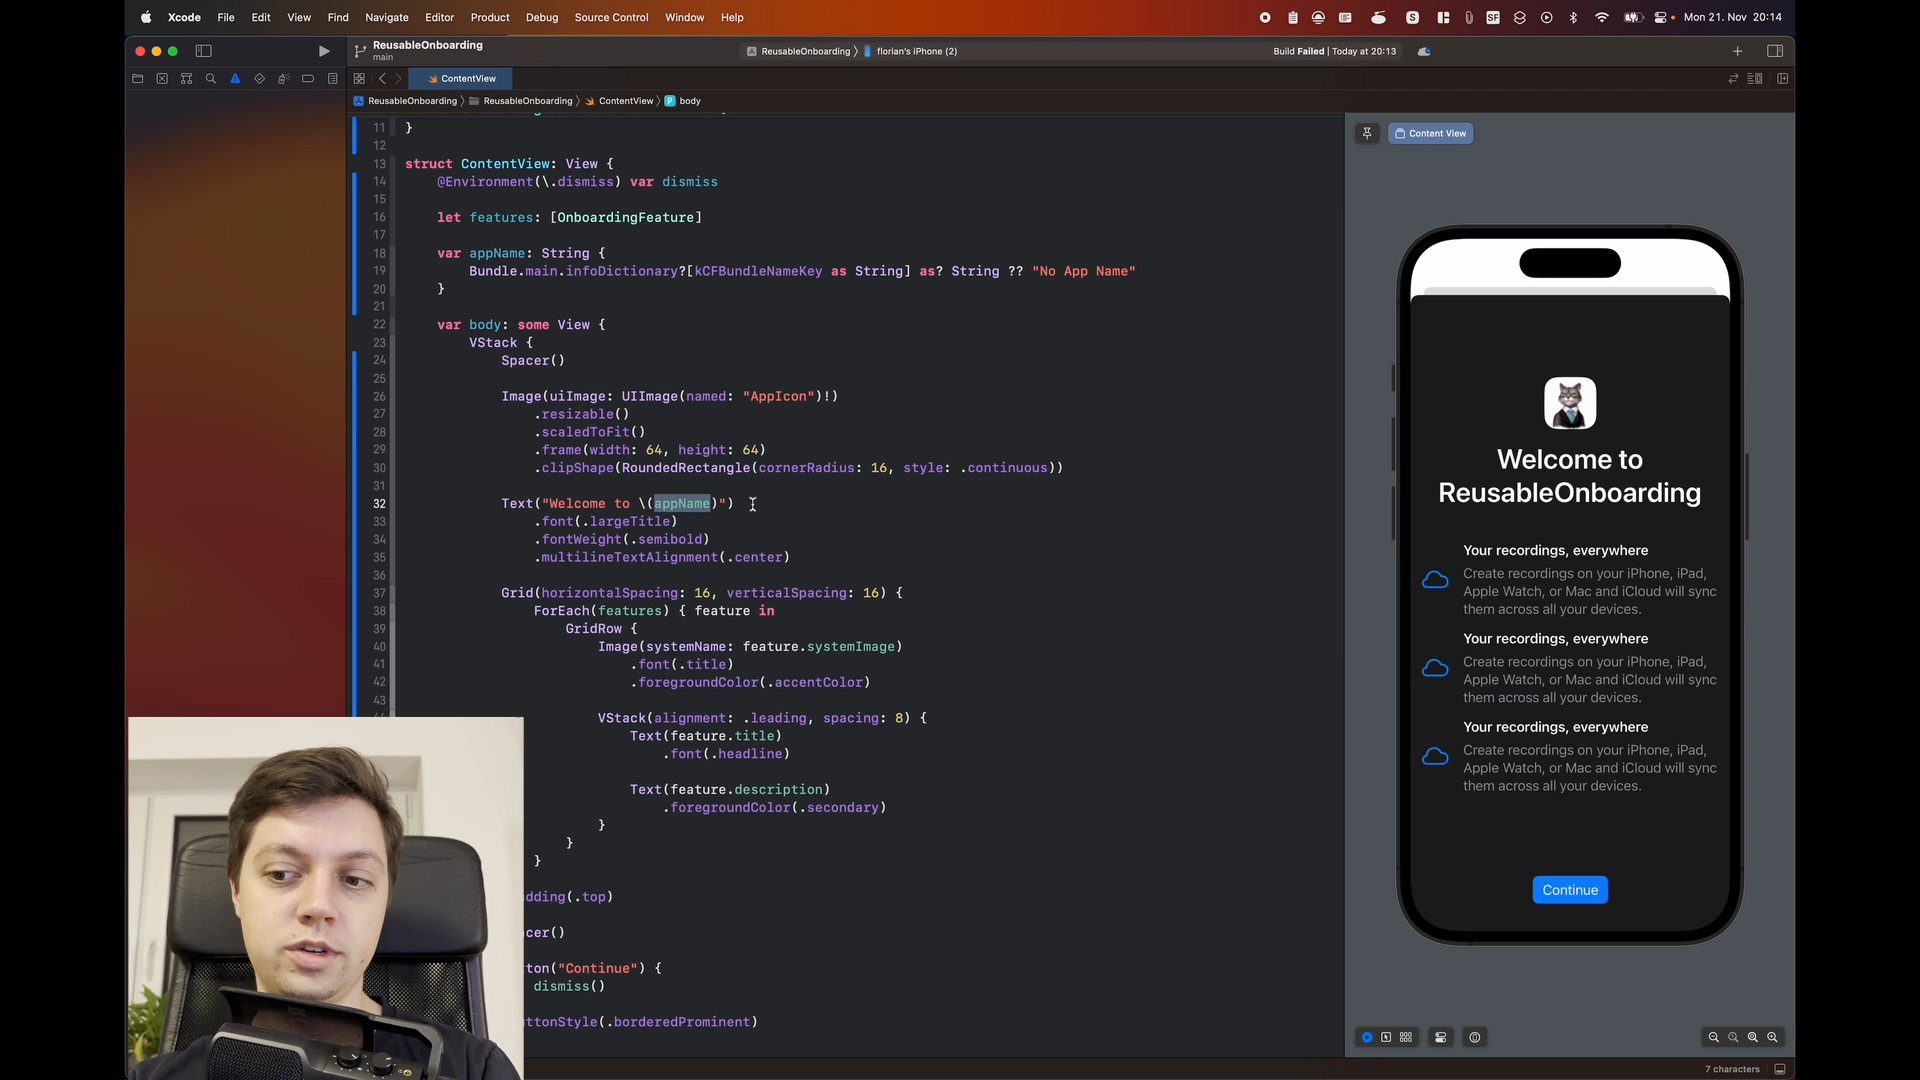 Xcode File Edit View Find Navigate Editor Product Debug Source Control Window Help
Mon 21. Nov 20:14
ReusableOnboarding
main
ReusableOnboarding florian's iPhone (2)
Build Failed | Today at 20:13
ContentView
ReusableOnboarding ReusableOnboarding ContentView P body
11 }
12
13 struct ContentView: View {
14 @Environment(\.dismiss) var dismiss
15
16 let features: [OnboardingFeature]
17
18 var appName: String {
19 Bundle.main.infoDictionary?[kCFBundleNameKey as String] as? String ?? "No App Name"
20 }
21
22 var body: some View {
23 VStack {
24 Spacer()
25
26 Image(uiImage: UIImage(named: "AppIcon")!)
27 .resizable()
28 .scaledToFit()
29 .frame(width: 64, height: 64)
30 .clipShape(RoundedRectangle(cornerRadius: 16, style: .continuous))
31
32 Text("Welcome to \(appName)")
33 .font(.largeTitle)
34 .fontWeight(.semibold)
35 .multilineTextAlignment(.center)
36
37 Grid(horizontalSpacing: 16, verticalSpacing: 16) {
38 ForEach(features) { feature in
39 GridRow {
40 Image(systemName: feature.systemImage)
41 .font(.title)
42 .foregroundColor(.accentColor)
43
VStack(alignment: .leading, spacing: 8) {
Text(feature.title)
.font(.headline)
Text(feature.description)
.foregroundColor(.secondary)
}
}
}
dding(.top)
cer()
ton("Continue") {
dismiss()
ttonStyle(.borderedProminent)
Content View
Welcome to
ReusableOnboarding
Your recordings, everywhere
Create recordings on your iPhone, iPad,
Apple Watch, or Mac and iCloud will sync
them across all your devices.
Your recordings, everywhere
Create recordings on your iPhone, iPad,
Apple Watch, or Mac and iCloud will sync
them across all your devices.
Your recordings, everywhere
Create recordings on your iPhone, iPad,
Apple Watch, or Mac and iCloud will sync
them across all your devices.
Continue
7 characters